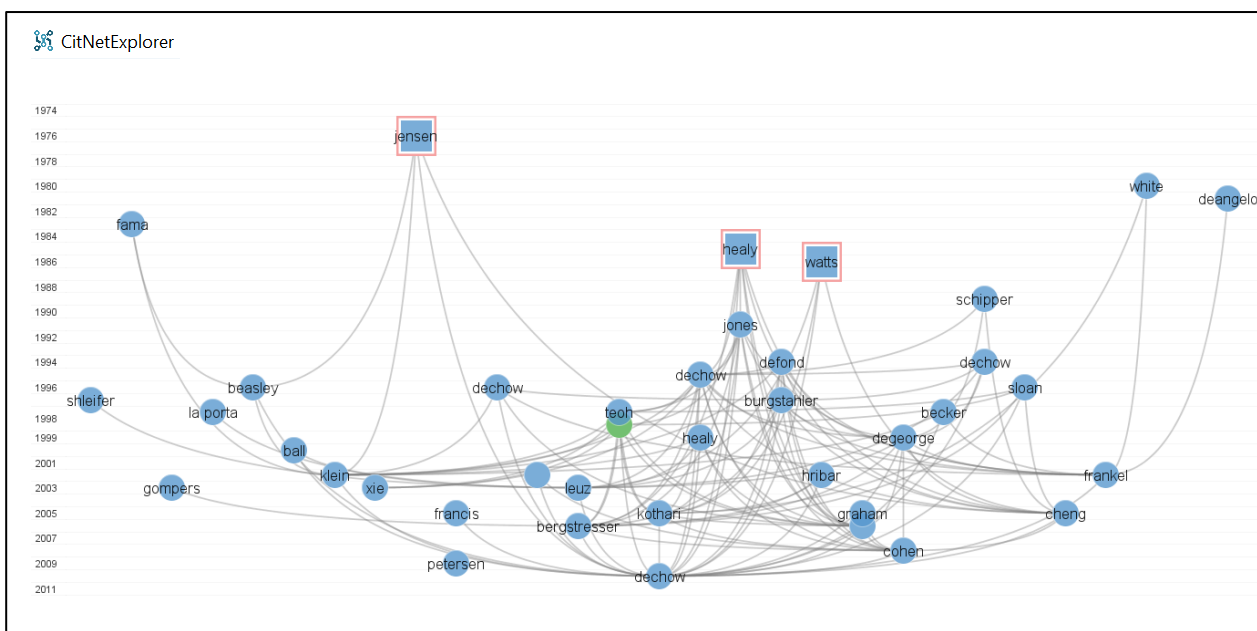 CitNetExplorer
1974
1976
jensen
1978
1980
white
deangelo
1982
fama
1984
healy
1986
watts
1988
schipper
1990
jones
1992
1994
defond
dechow
dechow
1996
beasley
dechow
sloan
shleifer
burgstahler
la porta
teoh
becker
1998
1999
healy
degeorge
ball
2001
klein
hribar
frankel
2003
gompers
xie
leuz
2005
francis
kothari
graham
cheng
bergstresser
2007
cohen
2009
petersen
dechow
2011